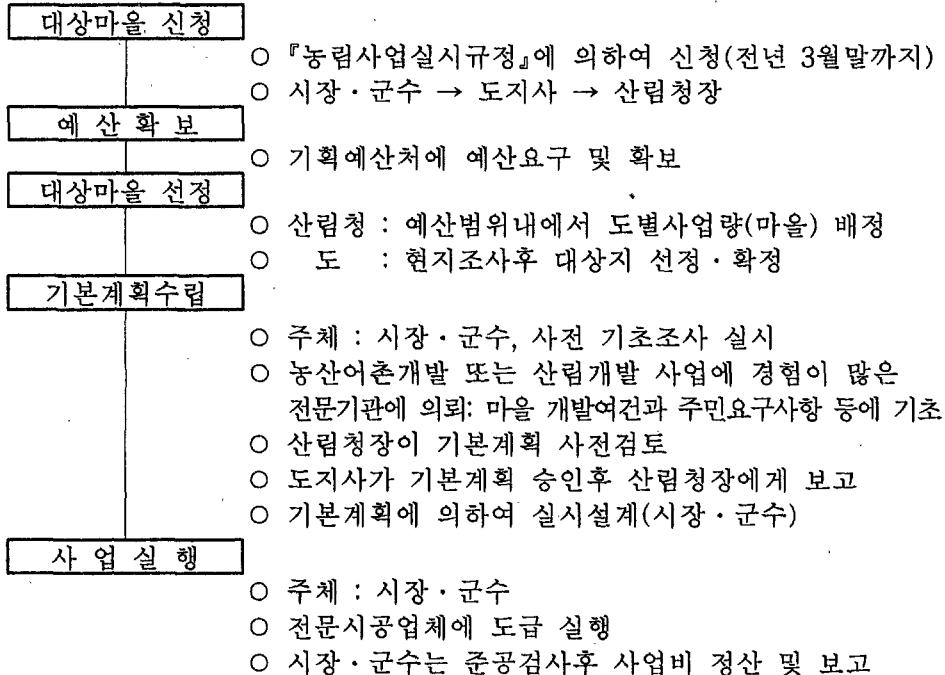 대상마을 신청
○ 『농림사업실시규정』에 의하여 신청(전년 3월말까지)
○ 시장·군수 → 도지사 → 산림청장
예 산 확 보
○ 기획예산처에 예산요구 및 확보
대상마을 선정
○ 산림청 : 예산범위내에서 도별사업량(마을) 배정
○ 도 : 현지조사후 대상지 선정·확정
기본계획수립
○ 주체 : 시장·군수, 사전 기초조사 실시
○ 농산어촌개발 또는 산림개발 사업에 경험이 많은
전문기관에 의뢰: 마을 개발여건과 주민요구사항 등에 기초
○ 산림청장이 기본계획 사전검토
○ 도지사가 기본계획 승인후 산림청장에게 보고
○ 기본계획에 의하여 실시설계(시장·군수)
사 업 실 행
○ 주체 : 시장·군수
○ 전문시공업체에 도급 실행
○ 시장·군수는 준공검사후 사업비 정산 및 보고